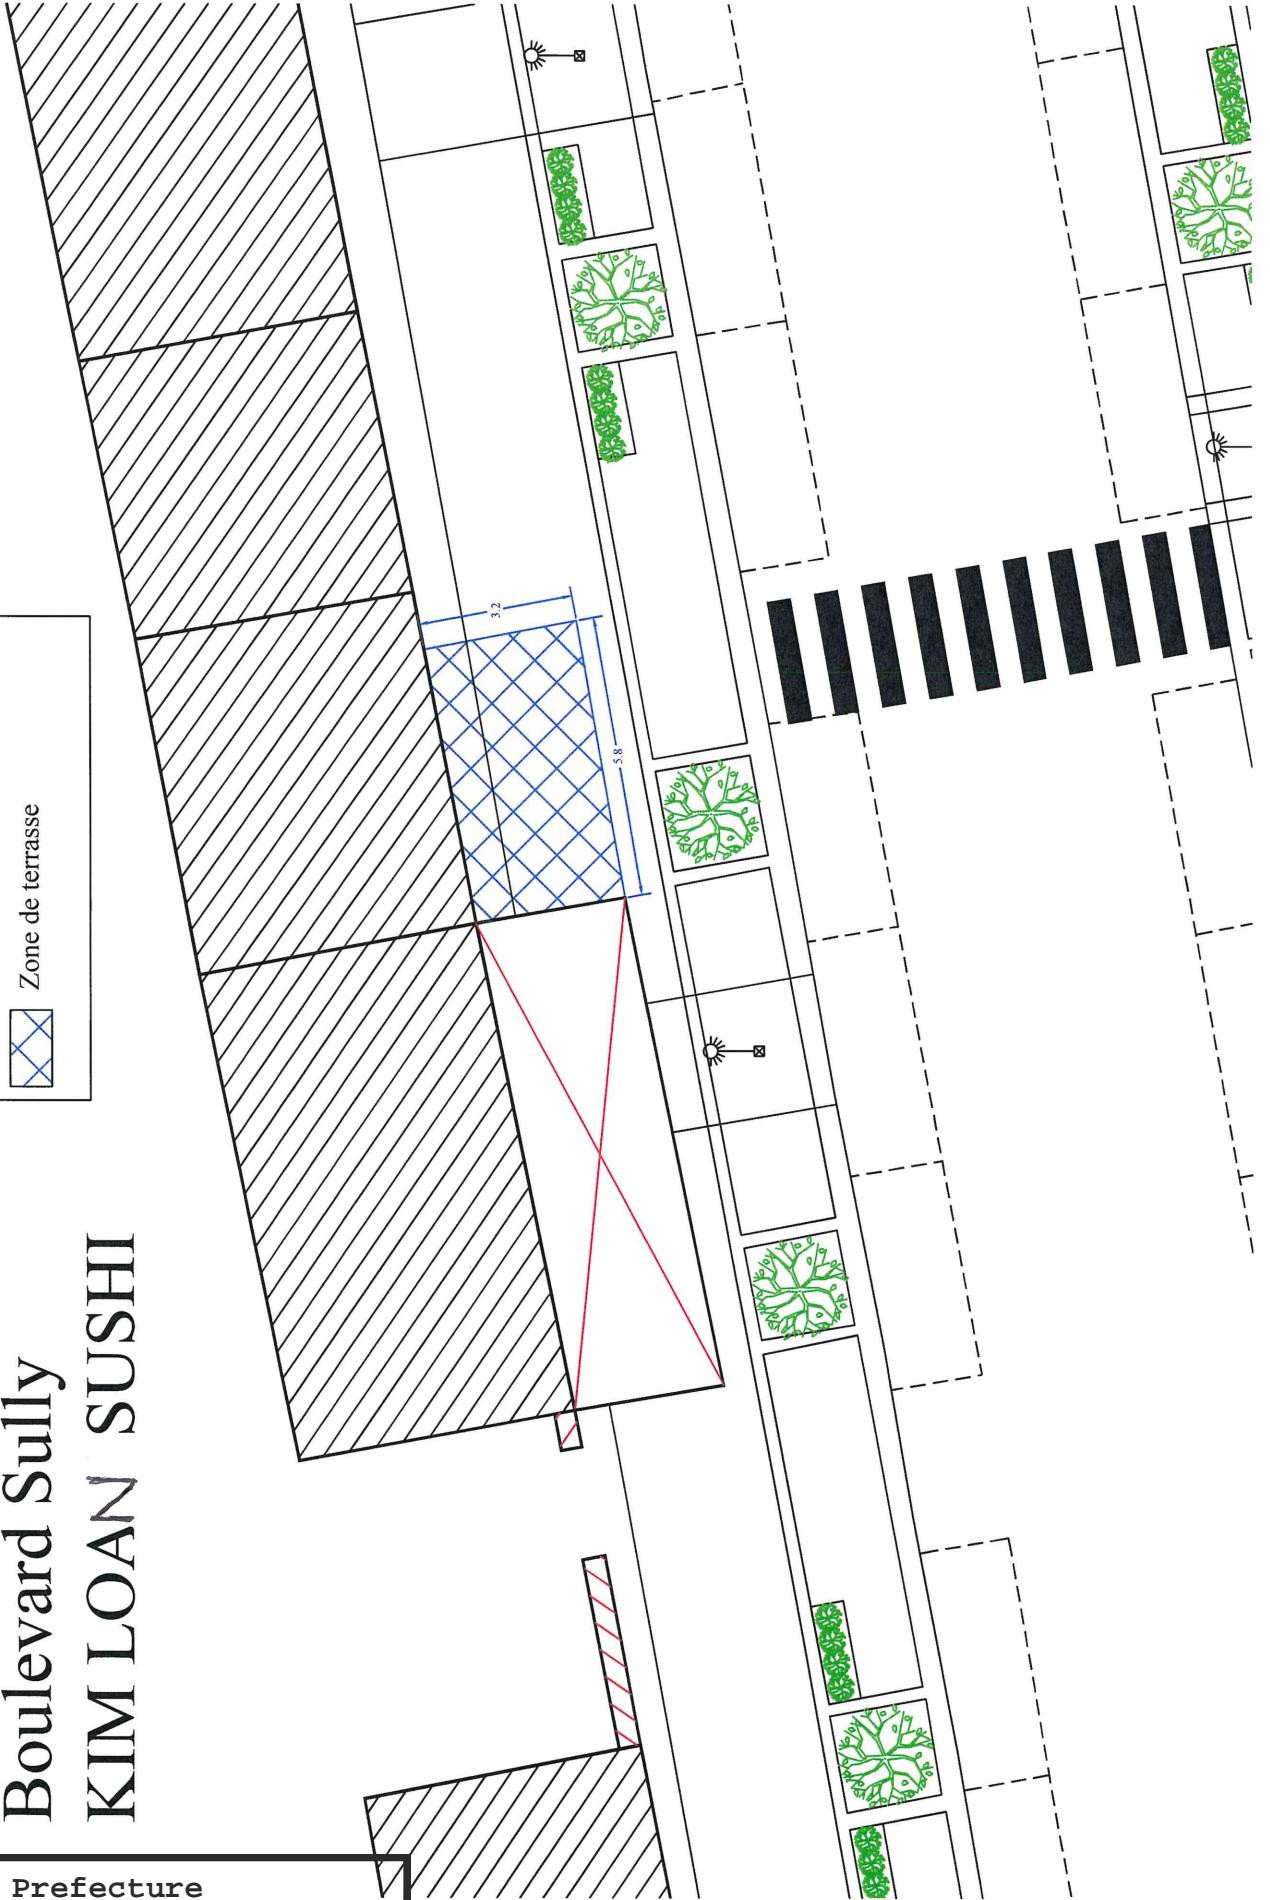 Boulevard Sully
KIM LOAN SUSHI
Zone de terrasse
3.2
5.8
Prefecture